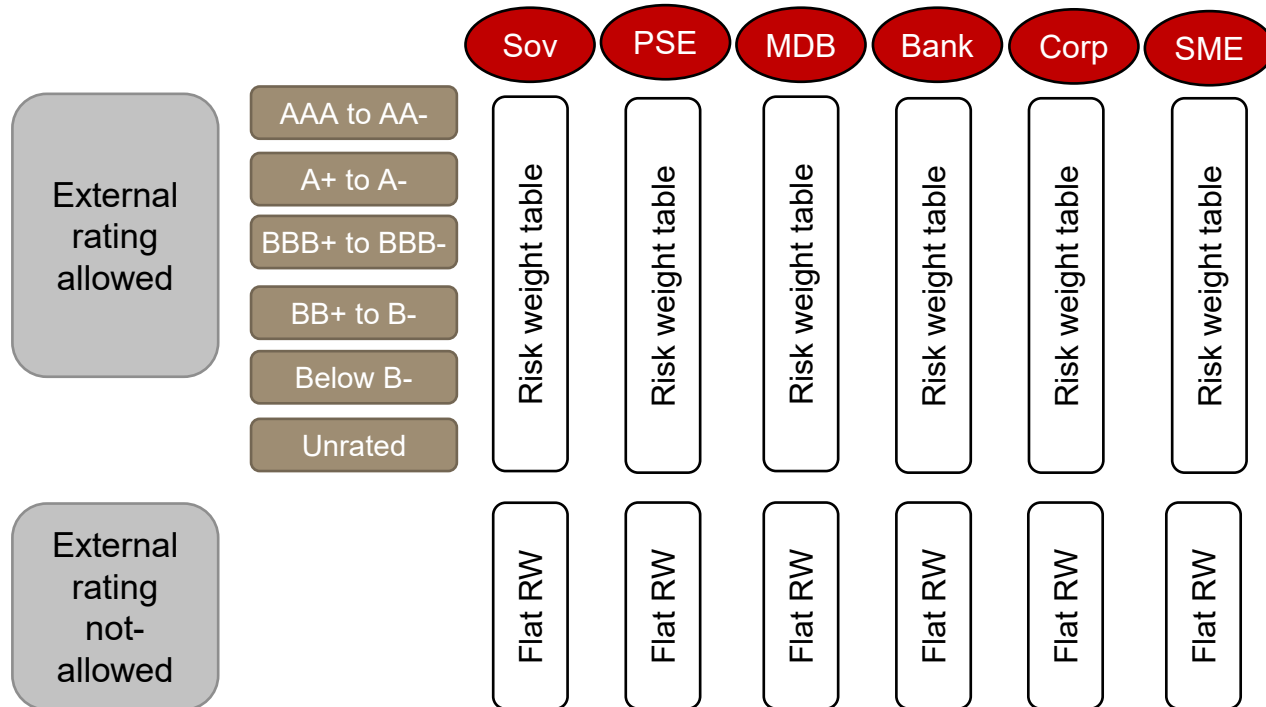 Sov
PSE
MDB
Bank
Corp
SME
External
rating
allowed
AAA to AA-
A+ to A-
BBB+ to BBB-
BB+ to B-
Below B-
Unrated
Risk weight table
Risk weight table
Risk weight table
Risk weight table
Risk weight table
Risk weight table
External
rating
not-
allowed
Flat RW
Flat RW
Flat RW
Flat RW
Flat RW
Flat RW